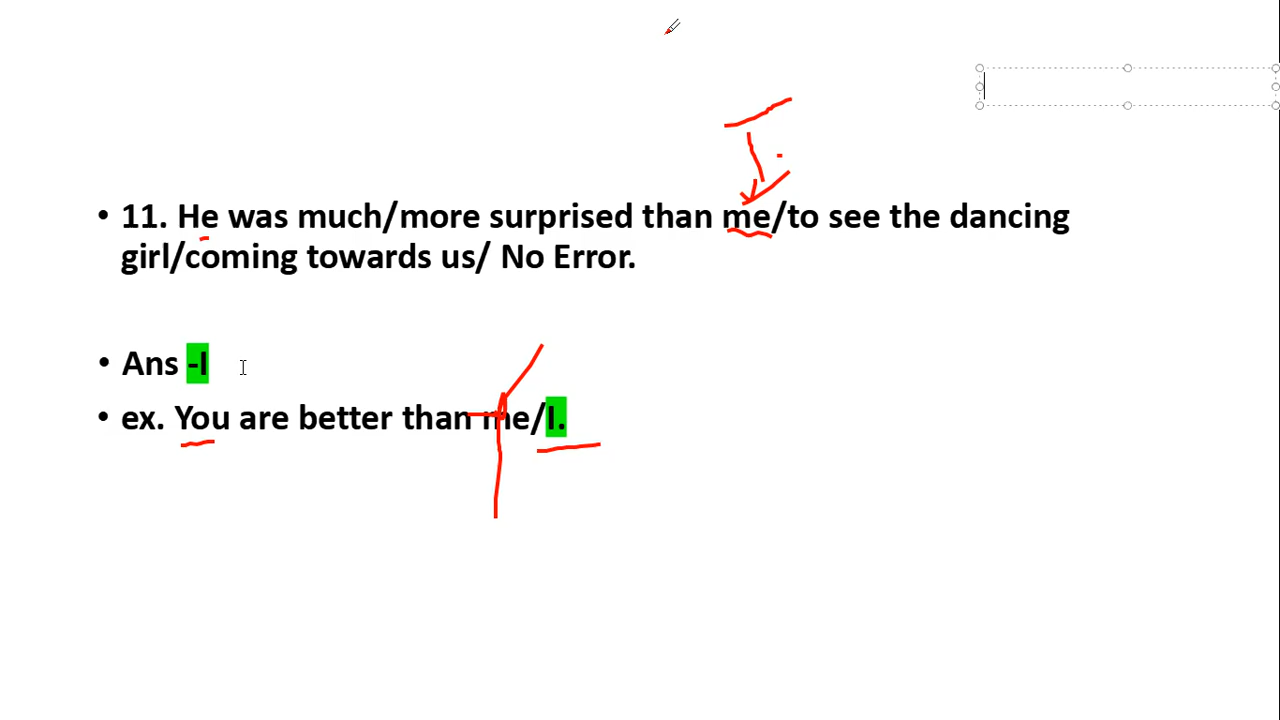 I.
• 11. He was much/more surprised than me/to see the dancing
girl/coming towards us/ No Error.
• Ans -I
• ex. You are better than me/I.